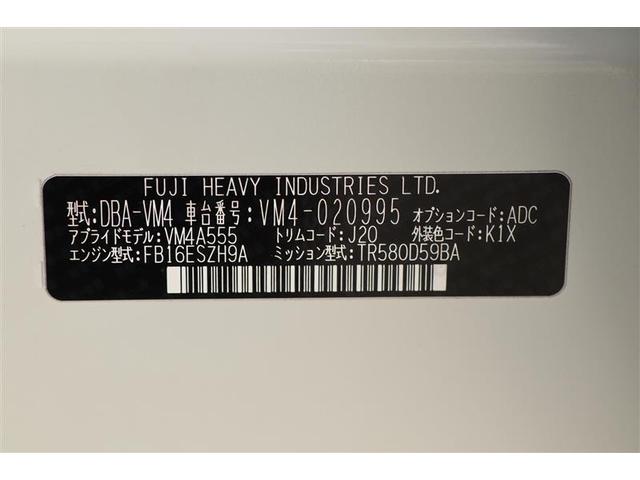 FUJI HEAVY INDUSTRIES LTD.
型式:DBA-VM4 車台番号:VM4-020995 オプションコード:ADC
アプライドモデル:VM4A555 トリムコード:J20 外装色コード:K1X
エンジン型式:FB16ESZH9A ミッション型式:TR580D59BA